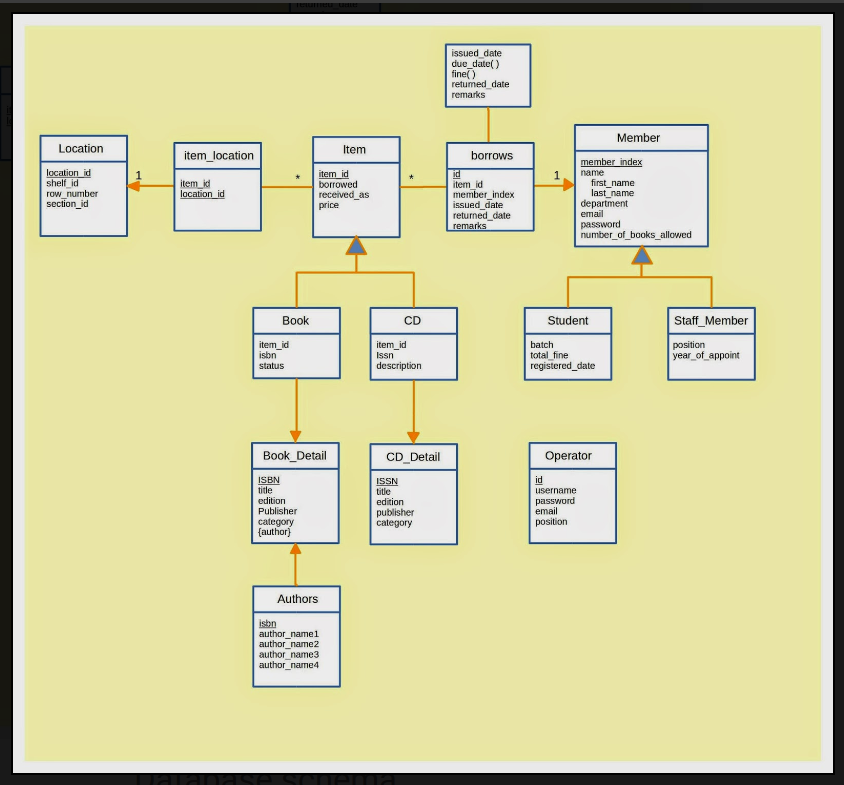 returned_date
issued_date
due_date( )
fine( )
returned_date
remarks
Location
location_id
shelf_id
row_number
section_id
1
item_location
item_id
location_id
*
Item
item_id
borrowed
received_as
price
*
borrows
id
item_id
member_index
issued_date
returned_date
remarks
1
Member
member_index
name
first_name
last_name
department
email
password
number_of_books_allowed
Book
item_id
isbn
status
CD
item_id
Issn
description
Student
batch
total_fine
registered_date
Staff_Member
position
year_of_appoint
Book_Detail
ISBN
title
edition
Publisher
category
{author}
CD_Detail
ISSN
title
edition
publisher
category
Operator
id
username
password
email
position
Authors
isbn
author_name1
author_name2
author_name3
author_name4
Database schema